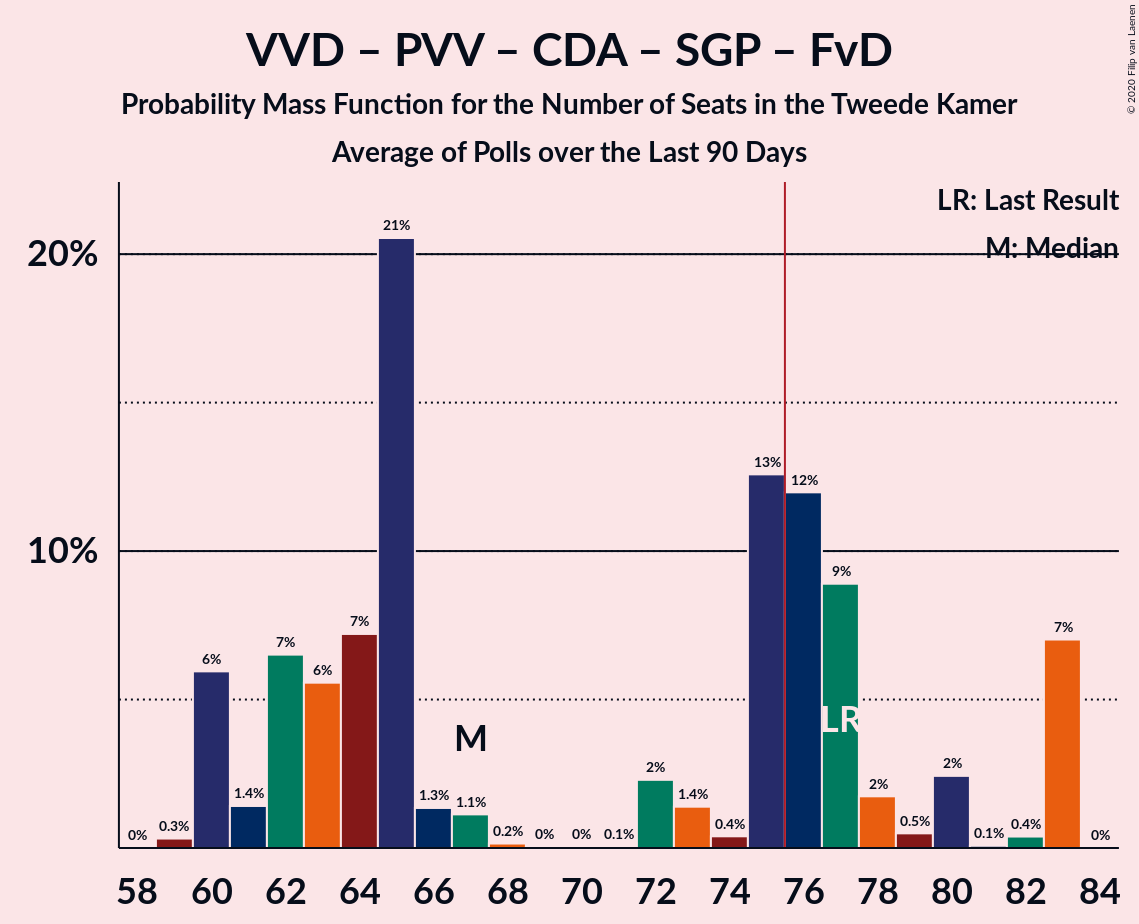 © 2020 Filip van Laenen
VVD – PVV – CDA – SGP – FvD
Probability Mass Function for the Number of Seats in the Tweede Kamer
Average of Polls over the Last 90 Days
LR: Last Result
M: Median
20%
10%
0% 0.3% 6% 1.4% 7% 6% 7% 21% 1.3% 1.1% 0.2% 0% 0% 0.1% 2% 1.4% 0.4% 13% 12% 9% 2% 0.5% 2% 0.1% 0.4% 7% 0%
M
LR
58 60 62 64 66 68 70 72 74 76 78 80 82 84